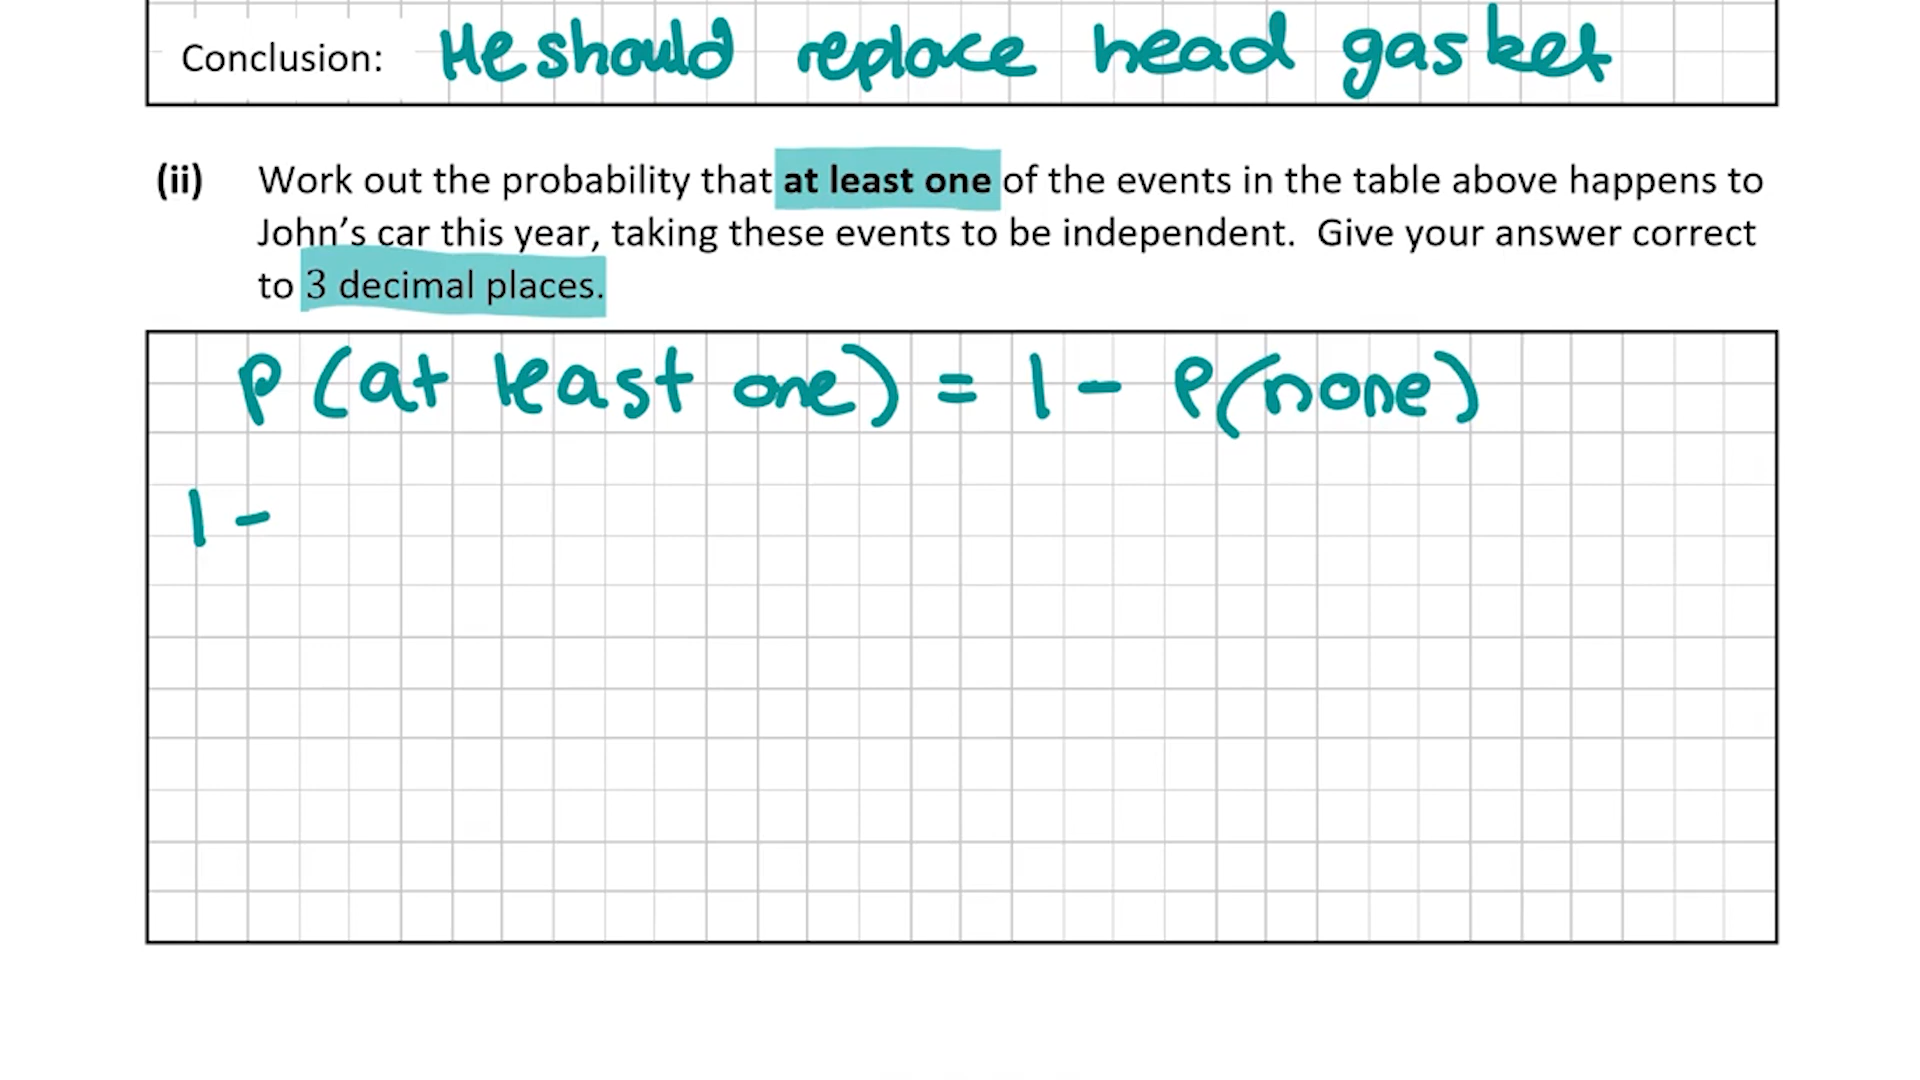 Conclusion: He should replace head gasket
(ii) Work out the probability that at least one of the events in the table above happens to
John’s car this year, taking these events to be independent. Give your answer correct
to 3 decimal places.
P (at least one) = 1 - P(none)
1 -